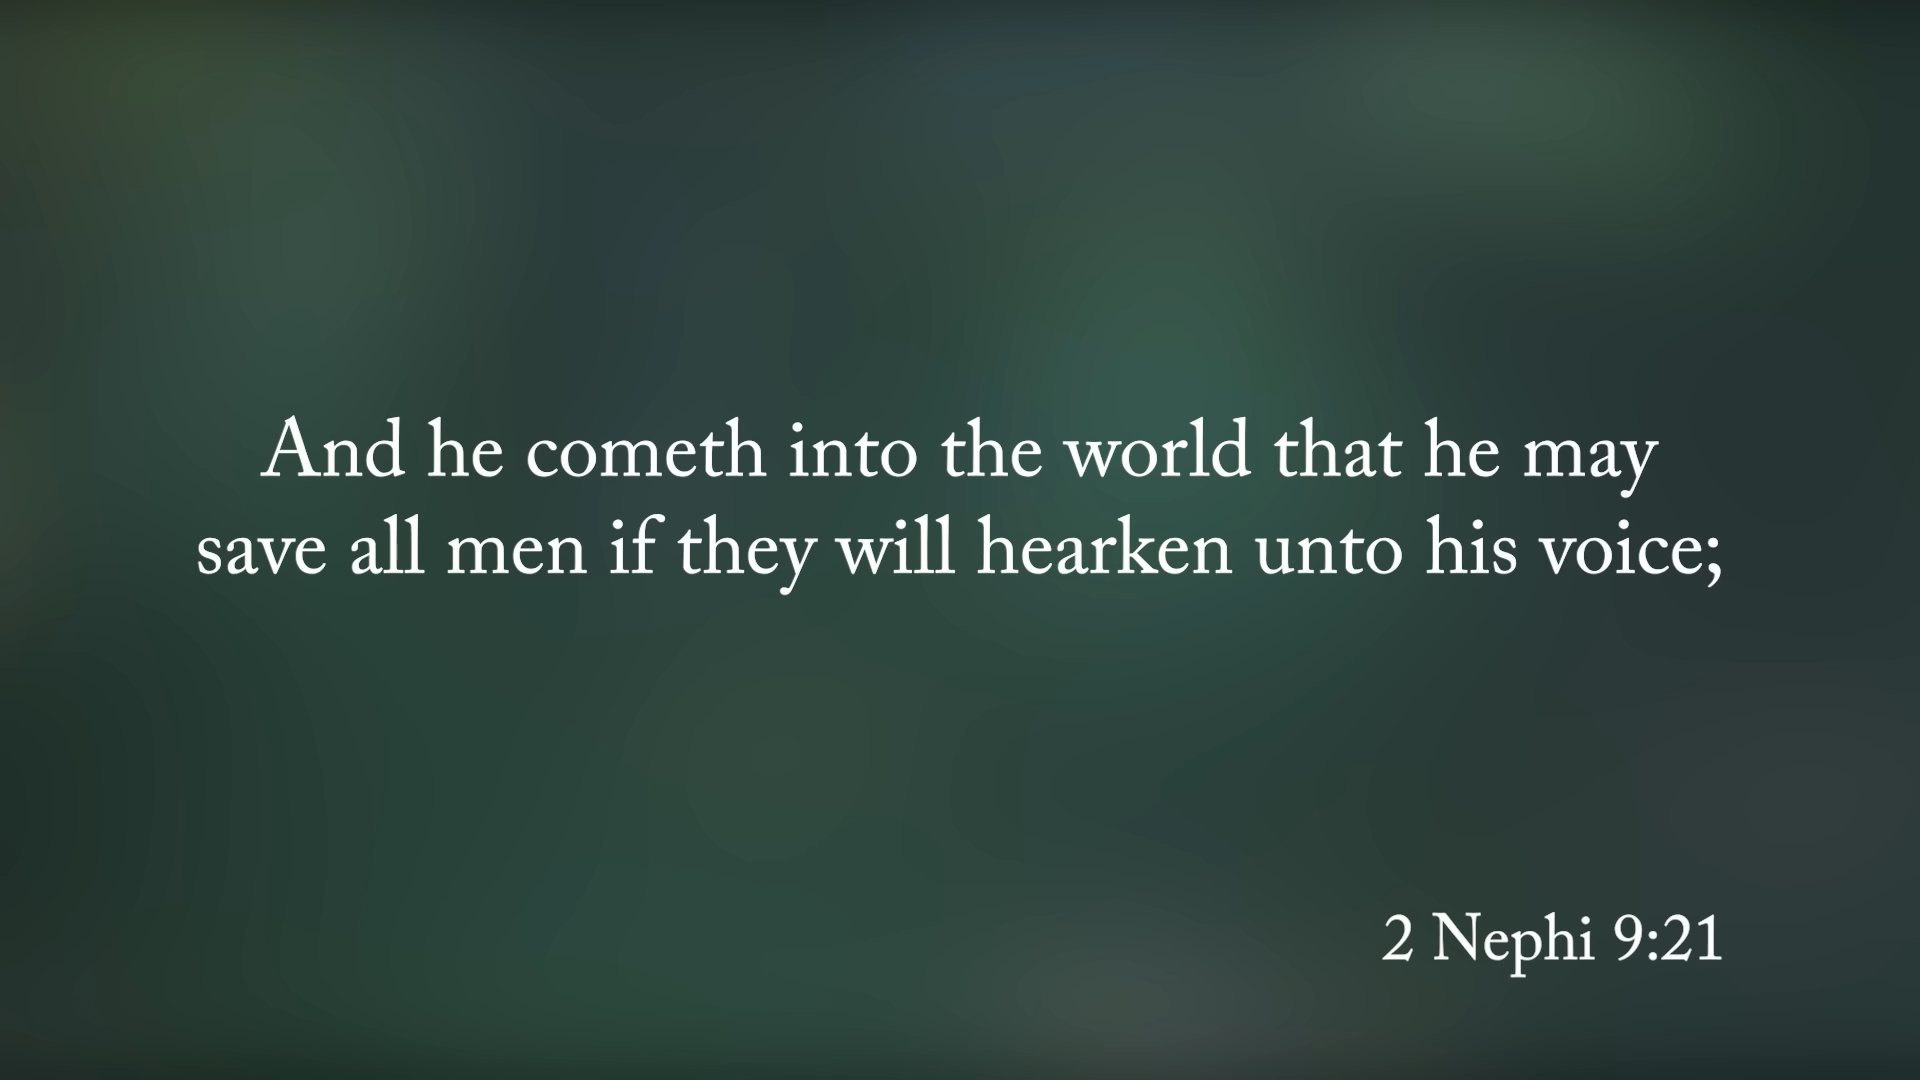 And he cometh into the world that he may
save all men if they will hearken unto his voice;
2 Nephi 9:21